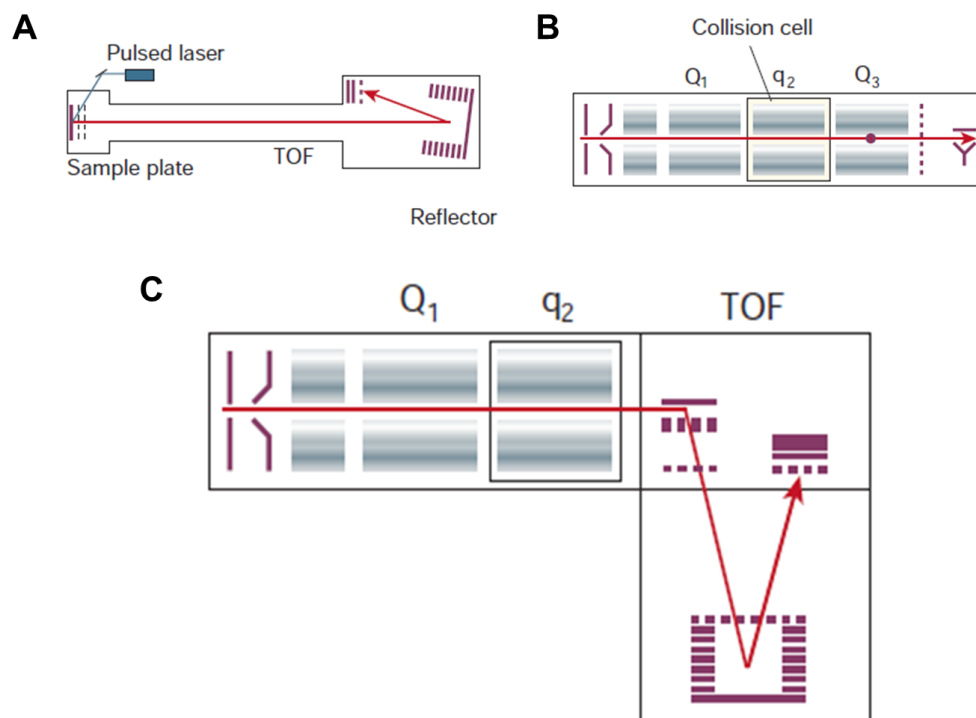 A
Pulsed laser
Sample plate
TOF
Reflector
B
Collision cell
Q1
q2
Q3
C
Q1
q2
TOF